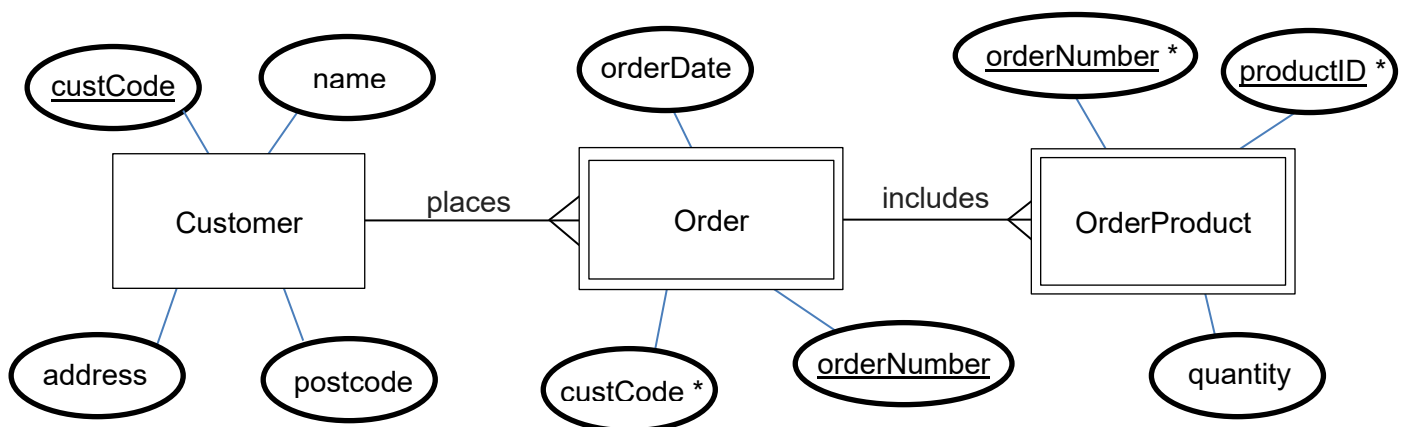 custCode
name
orderDate
orderNumber *
productID *
Customer
places
Order
includes
OrderProduct
address
postcode
custCode *
orderNumber
quantity